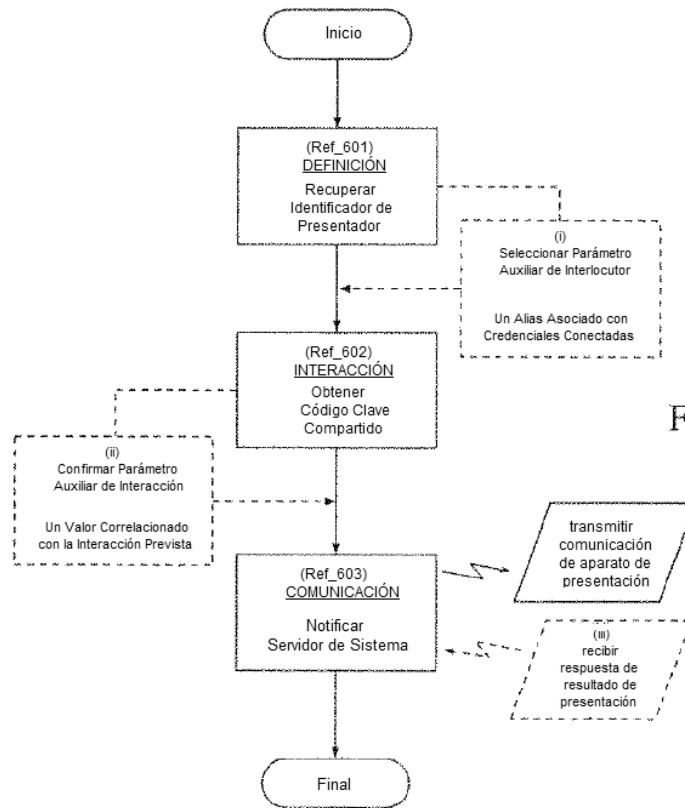 Inicio
(Ref_601)
DEFINICIÓN
Recuperar
Identificador de
Presentador
(i)
Seleccionar Parámetro
Auxiliar de Interlocutor
Un Alias Asociado con
Credenciales Conectadas
(Ref_602)
INTERACCIÓN
Obtener
Código Clave
Compartido
F
(ii)
Confirmar Parámetro
Auxiliar de Interacción
Un Valor Correlacionado
con la Interacción Prevista
(Ref_603)
COMUNICACIÓN
Notificar
Servidor de Sistema
transmitir
comunicación
de aparato de
presentación
(iii)
recibir
respuesta de
resultado de
presentación
Final